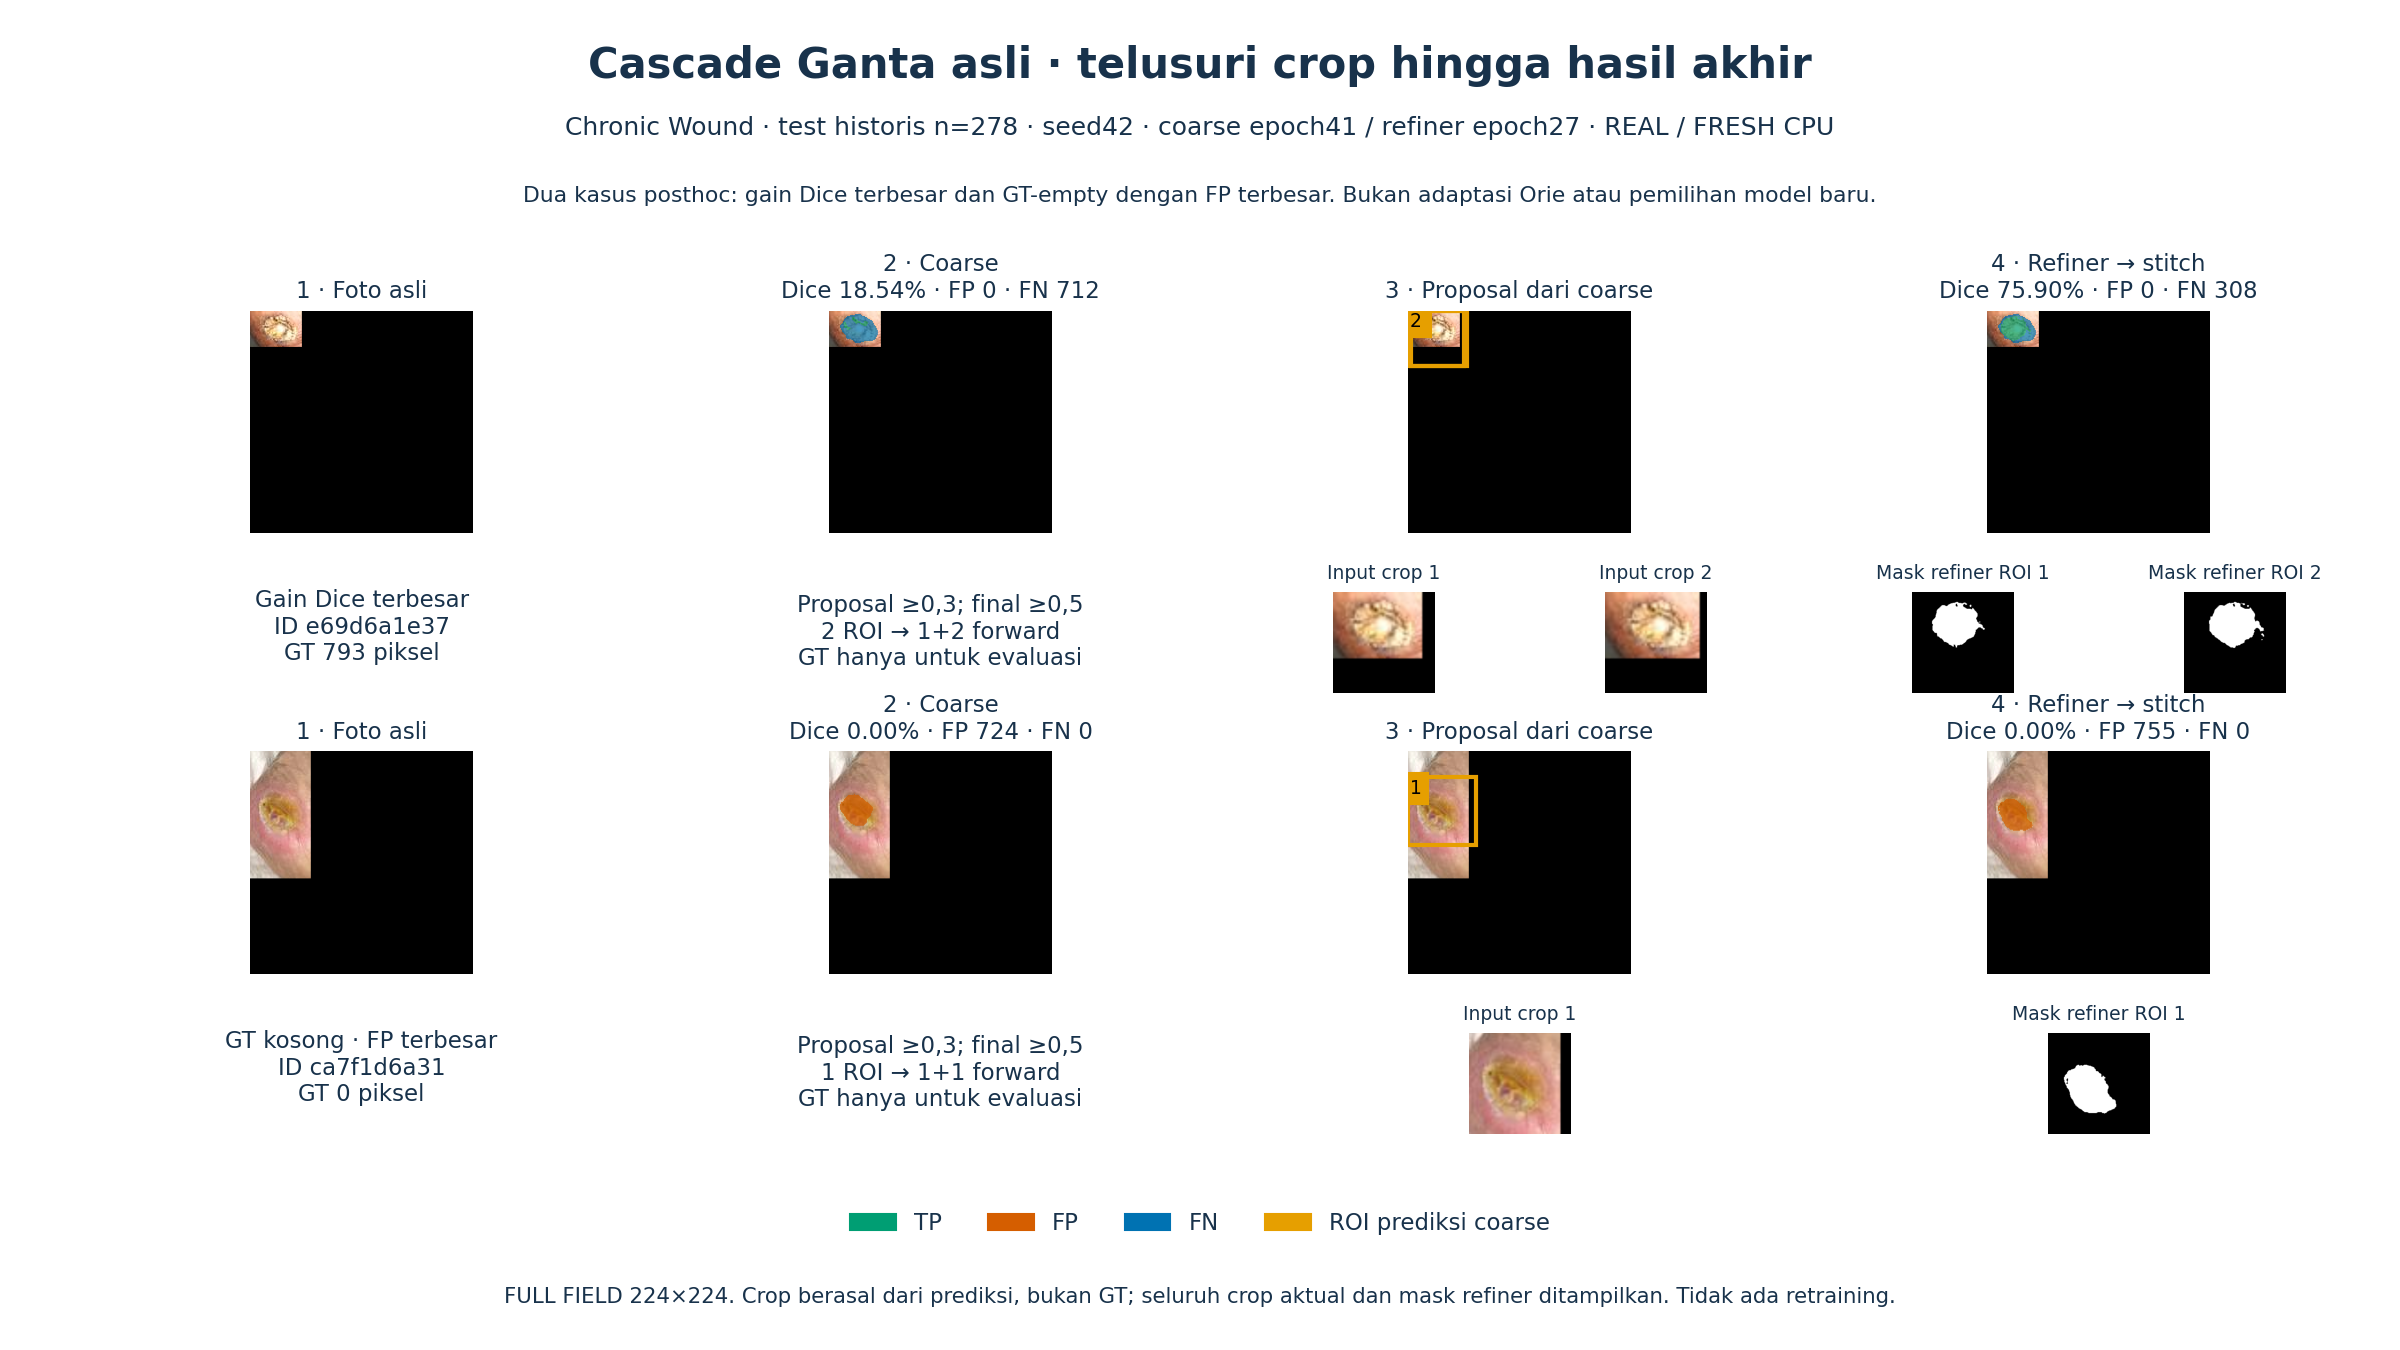 Cascade Ganta asli · telusuri crop hingga hasil akhir
Chronic Wound · test historis n=278 · seed42 · coarse epoch41 / refiner epoch27 · REAL / FRESH CPU
Dua kasus posthoc: gain Dice terbesar dan GT-empty dengan FP terbesar. Bukan adaptasi Orie atau pemilihan model baru.
1 · Foto asli
2 · Coarse
Dice 18.54% · FP 0 · FN 712
3 · Proposal dari coarse
4 · Refiner → stitch
Dice 75.90% · FP 0 · FN 308
2
Gain Dice terbesar
ID e69d6a1e37
GT 793 piksel
Proposal ≥0,3; final ≥0,5
2 ROI → 1+2 forward
GT hanya untuk evaluasi
Input crop 1
Input crop 2
Mask refiner ROI 1
Mask refiner ROI 2
1 · Foto asli
2 · Coarse
Dice 0.00% · FP 724 · FN 0
3 · Proposal dari coarse
4 · Refiner → stitch
Dice 0.00% · FP 755 · FN 0
1
GT kosong · FP terbesar
ID ca7f1d6a31
GT 0 piksel
Proposal ≥0,3; final ≥0,5
1 ROI → 1+1 forward
GT hanya untuk evaluasi
Input crop 1
Mask refiner ROI 1
TP
FP
FN
ROI prediksi coarse
FULL FIELD 224×224. Crop berasal dari prediksi, bukan GT; seluruh crop aktual dan mask refiner ditampilkan. Tidak ada retraining.